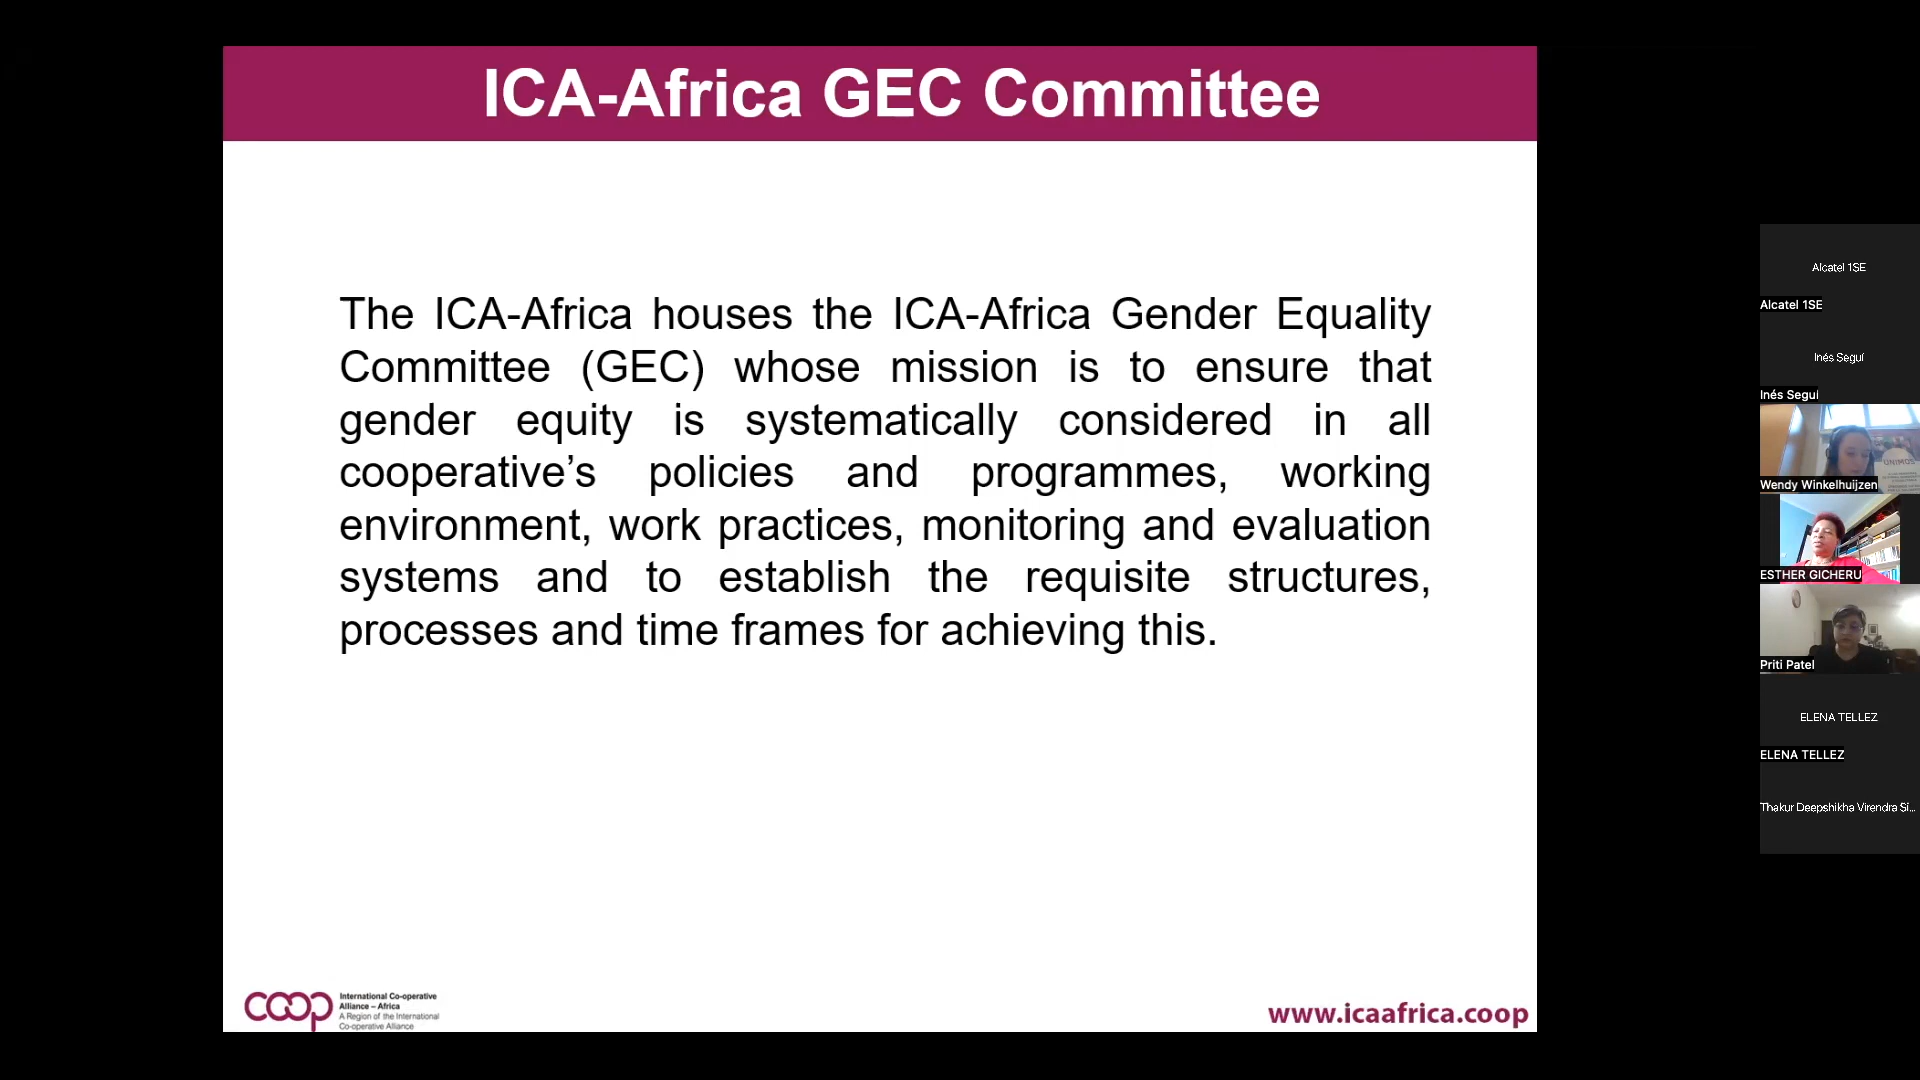 ICA-Africa GEC Committee
The ICA-Africa houses the ICA-Africa Gender Equality
Committee (GEC) whose mission is to ensure that
gender equity is systematically considered in all
cooperative’s policies and programmes, working
environment, work practices, monitoring and evaluation
systems and to establish the requisite structures,
processes and time frames for achieving this.
coop
International Co-operative
Alliance – Africa
A Region of the International
Co-operative Alliance
www.icaafrica.coop
Alcatel 1SE
Alcatel 1SE
Inés Seguí
Inés Seguí
UNIMOS
Wendy Winkelhuijzen
ESTHER GICHERU
Priti Patel
ELENA TELLEZ
ELENA TELLEZ
Thakur Deepshikha Virendra Si...